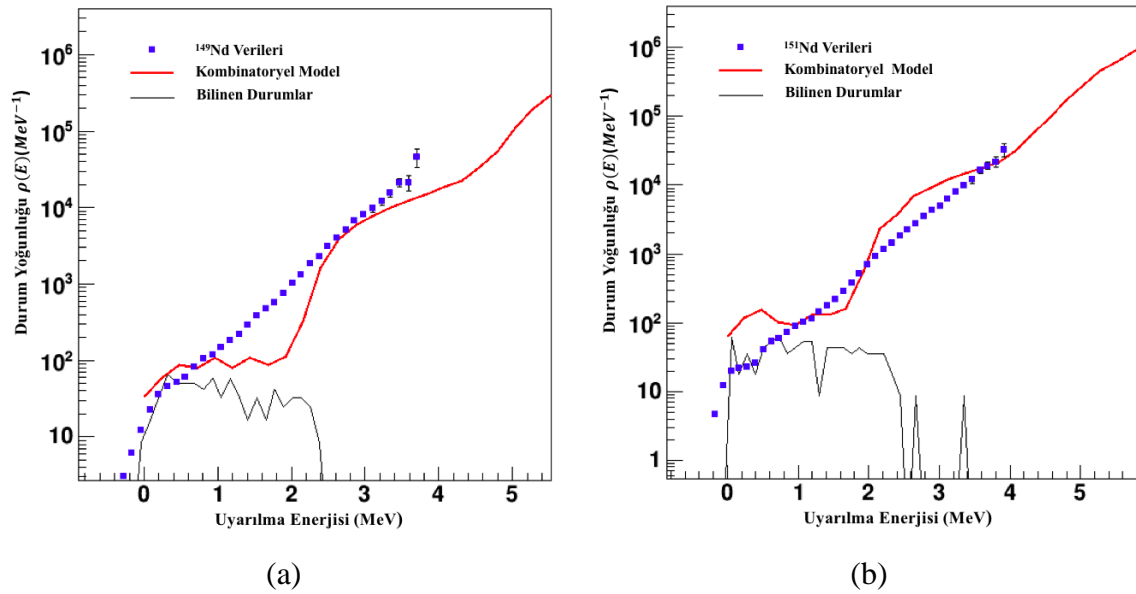 ¹⁴⁹Nd Verileri
Kombinatoryel Model
Bilinen Durumlar
Durum Yoğunluğu ρ(E)(MeV⁻¹)
10⁶
10⁵
10⁴
10³
10²
10
0 1 2 3 4 5
Uyarılma Enerjisi (MeV)
(a)
¹⁵¹Nd Verileri
Kombinatoryel Model
Bilinen Durumlar
Durum Yoğunluğu ρ(E)(MeV⁻¹)
10⁶
10⁵
10⁴
10³
10²
10
1
0 1 2 3 4 5
Uyarılma Enerjisi (MeV)
(b)